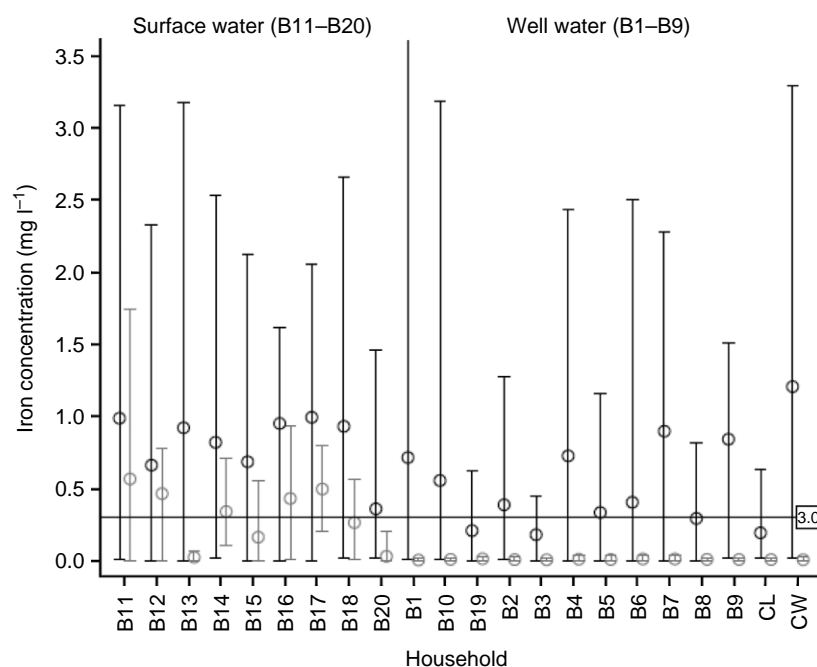 Surface water (B11–B20) Well water (B1–B9)
Iron concentration (mg l⁻¹)
3.5
3.0
2.5
2.0
1.5
1.0
0.5
0.0
3.0
B11 B12 B13 B14 B15 B16 B17 B18 B20 B1 B10 B19 B2 B3 B4 B5 B6 B7 B8 B9 CL CW
Household